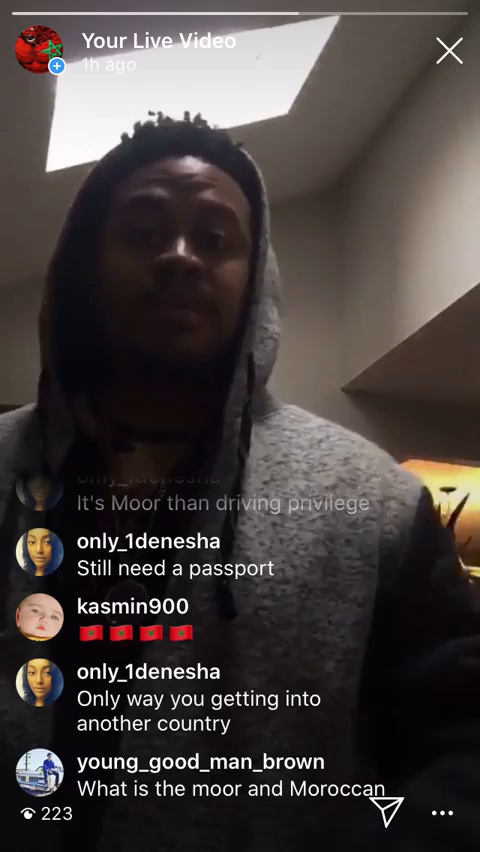 Your Live Video
1h ago
only_1denesha
It's Moor than driving privilege
only_1denesha
Still need a passport
kasmin900
🇲🇦 🇲🇦 🇲🇦 🇲🇦
only_1denesha
Only way you getting into
another country
young_good_man_brown
What is the moor and Moroccan
223